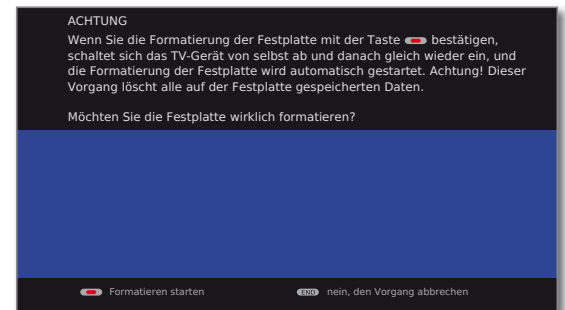 ACHTUNG
Wenn Sie die Formatierung der Festplatte mit der Taste bestätigen,
schaltet sich das TV-Gerät von selbst ab und danach gleich wieder ein, und
die Formatierung der Festplatte wird automatisch gestartet. Achtung! Dieser
Vorgang löscht alle auf der Festplatte gespeicherten Daten.
Möchten Sie die Festplatte wirklich formatieren?
Formatieren starten
END nein, den Vorgang abbrechen